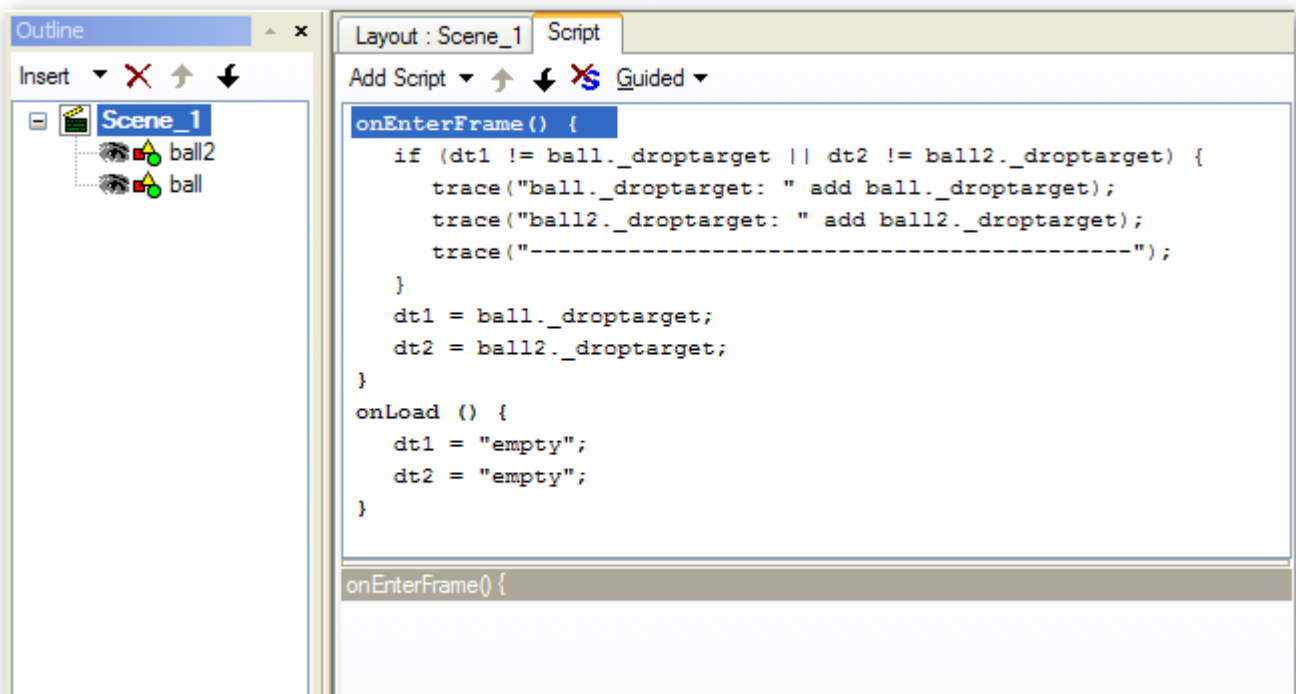 Outline
Insert
Scene_1
ball2
ball
Layout : Scene_1 Script
Add Script Guided
onEnterFrame() {
if (dt1 != ball._droptarget || dt2 != ball2._droptarget) {
trace("ball._droptarget: " add ball._droptarget);
trace("ball2._droptarget: " add ball2._droptarget);
trace("-------------------------------------------");
}
dt1 = ball._droptarget;
dt2 = ball2._droptarget;
}
onLoad () {
dt1 = "empty";
dt2 = "empty";
}
onEnterFrame() {